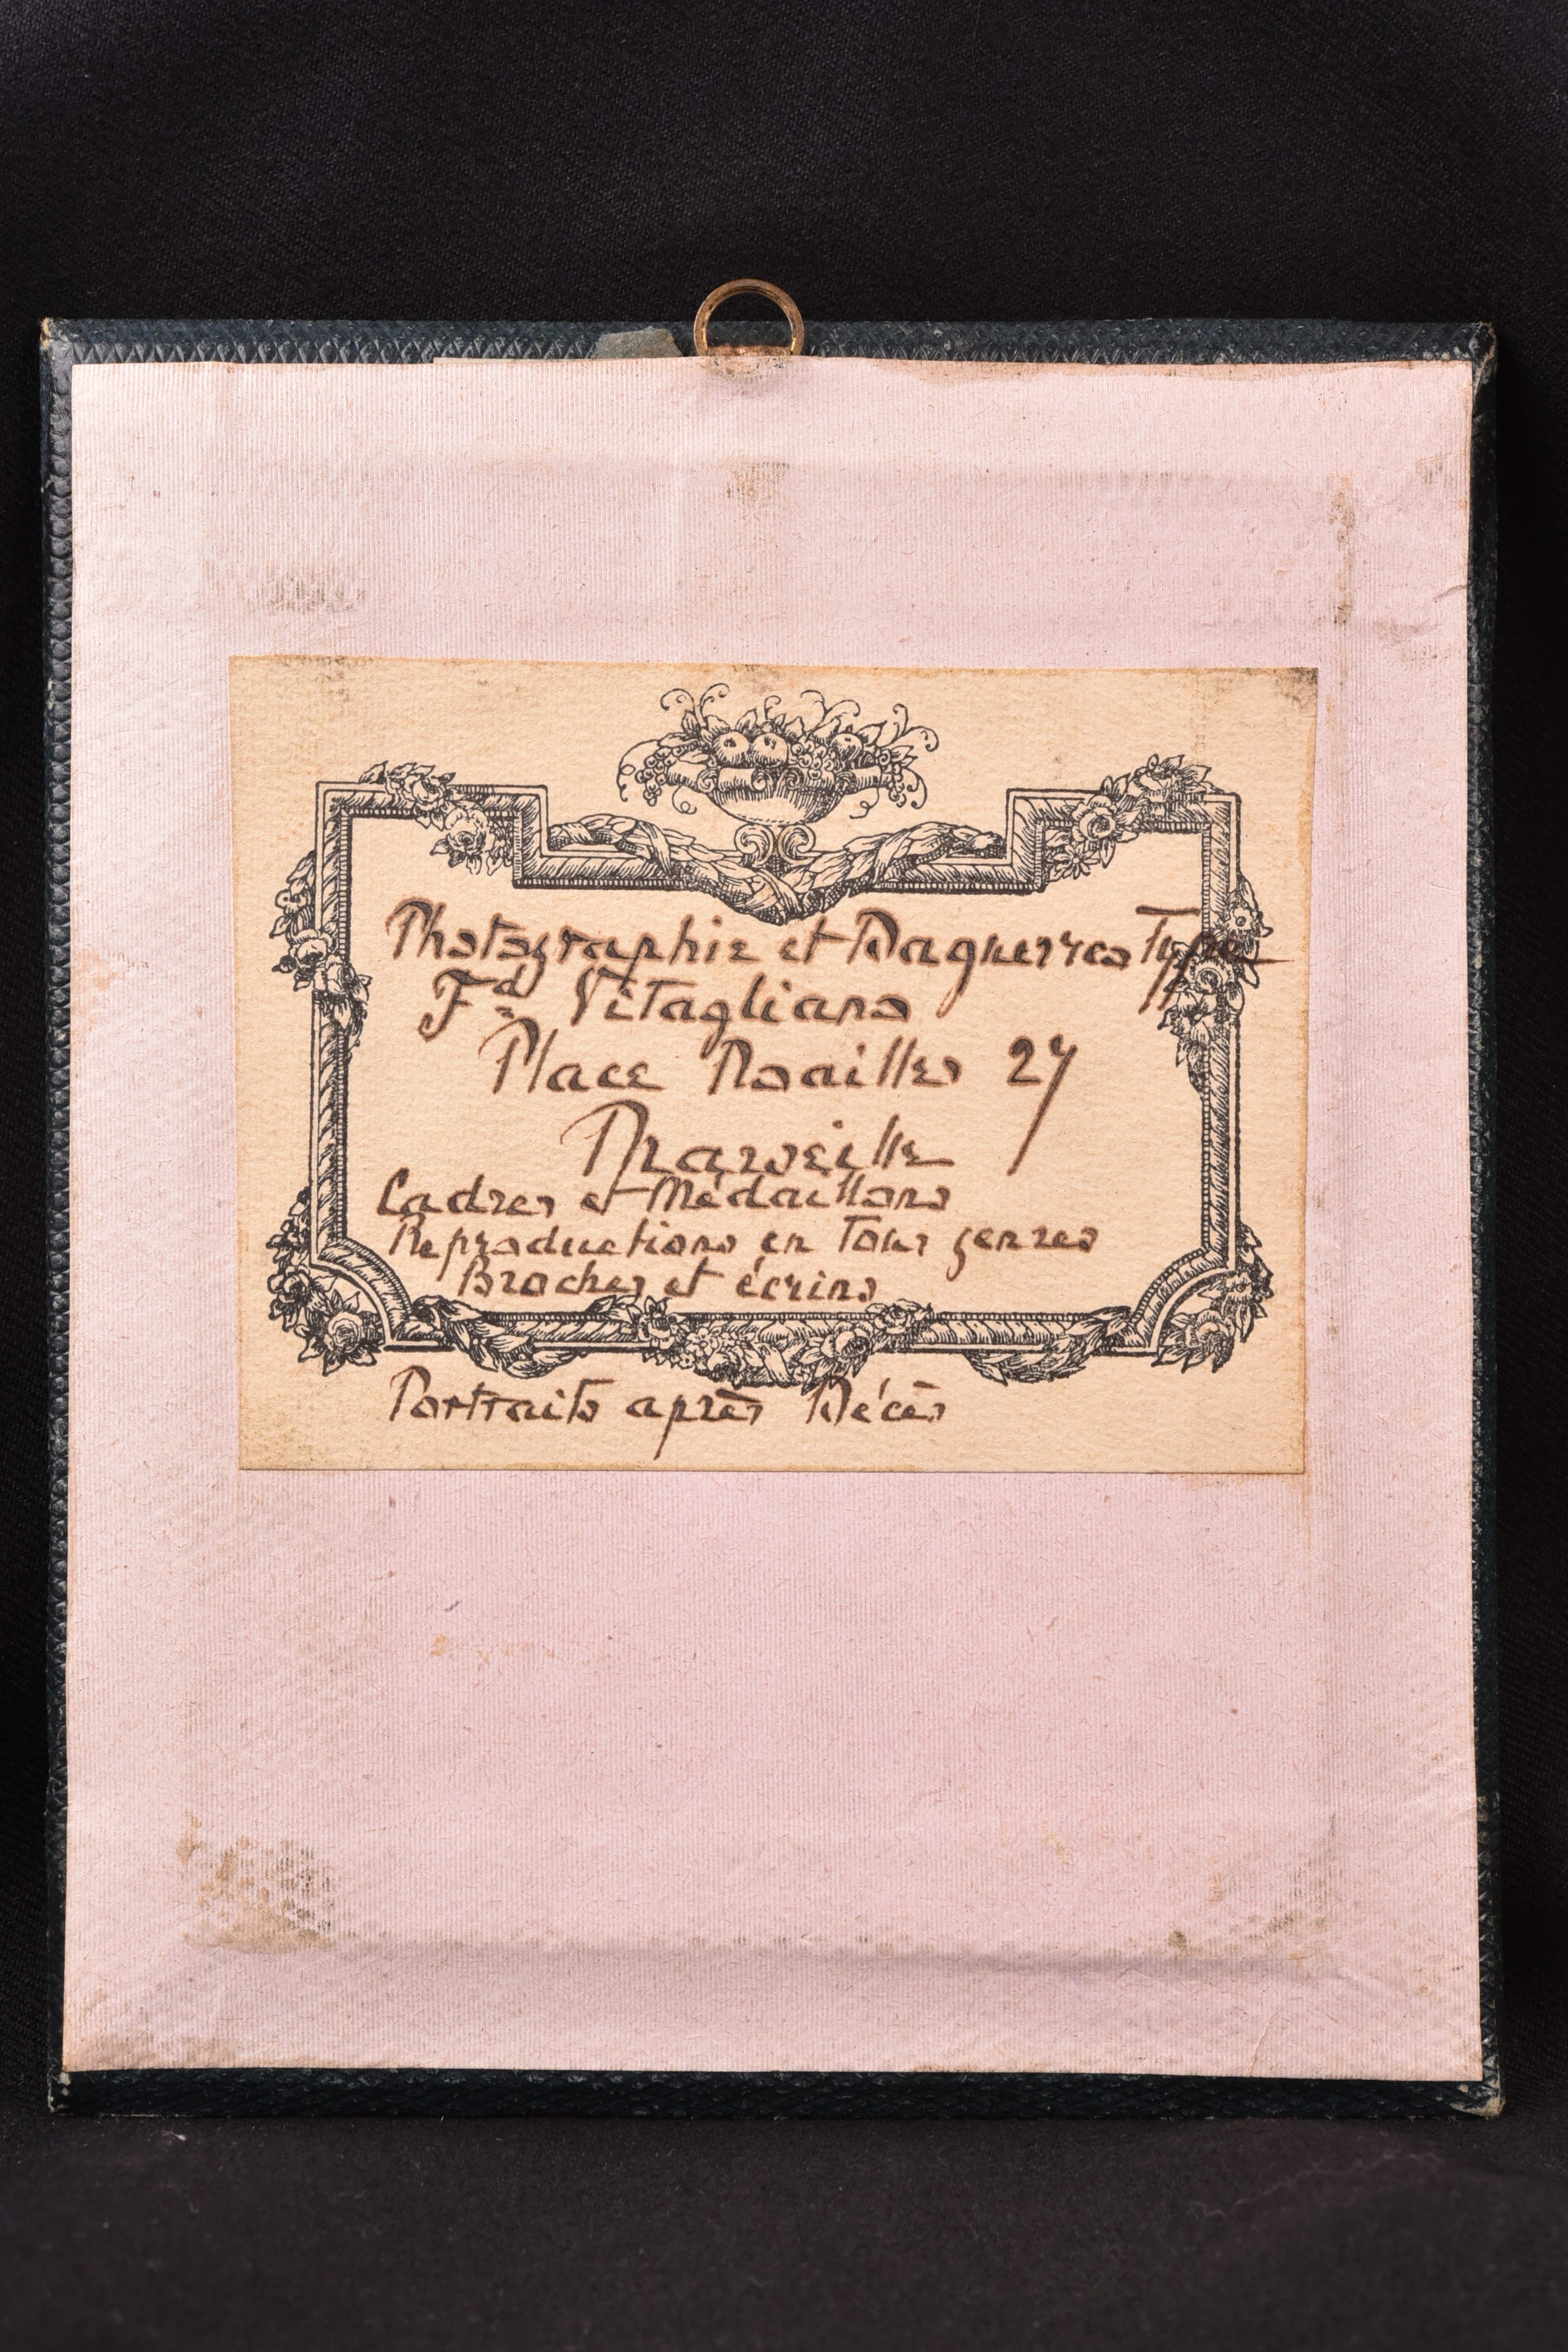 Photographie et Daguerreotype
Fd Vitagliano
Place Noailles 27
Marseille
Cadres et Médaillons
Reproductions en Tous genres
Broches et écrins
Portraits après Décès